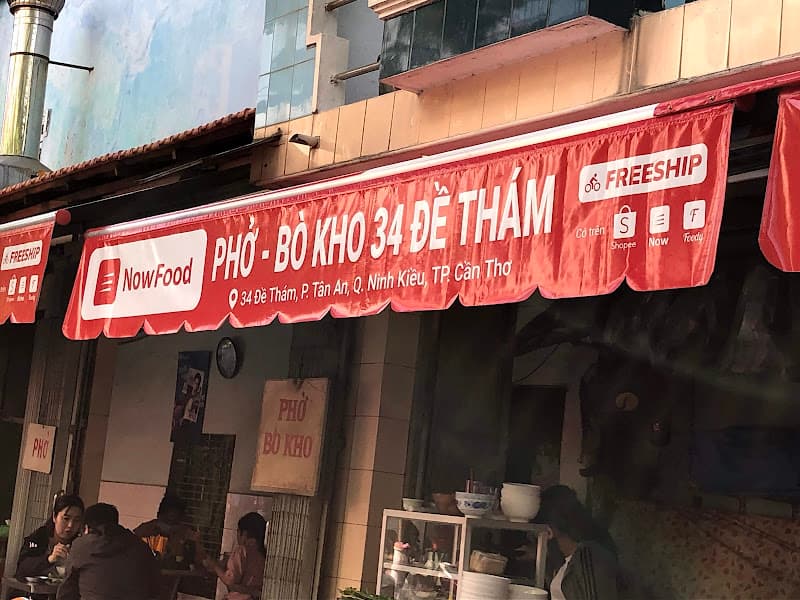 FREESHIP
NowFood
PHỞ - BÒ KHO 34 ĐỀ THÁM
34 Đề Thám, P. Tân An, Q. Ninh Kiều, TP. Cần Thơ
FREESHIP
Có trên
Shopee
Now
Foody
PHỞ
BÒ KHO
PHỞ